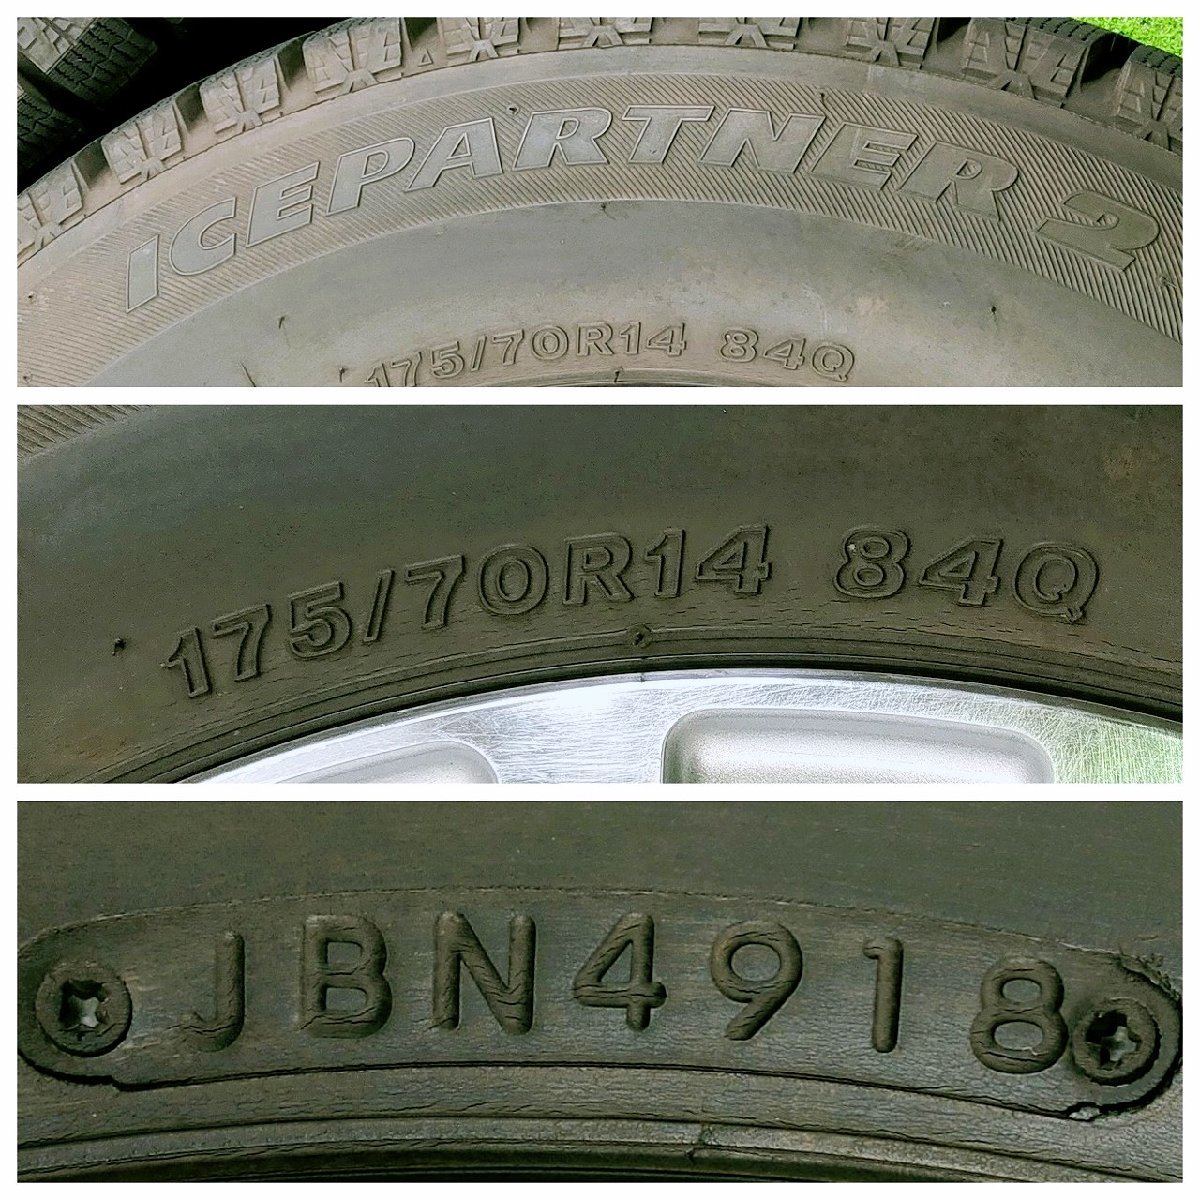 ICEPARTNER 2
175/70R14 84Q
175/70R14 84Q
JBN4918